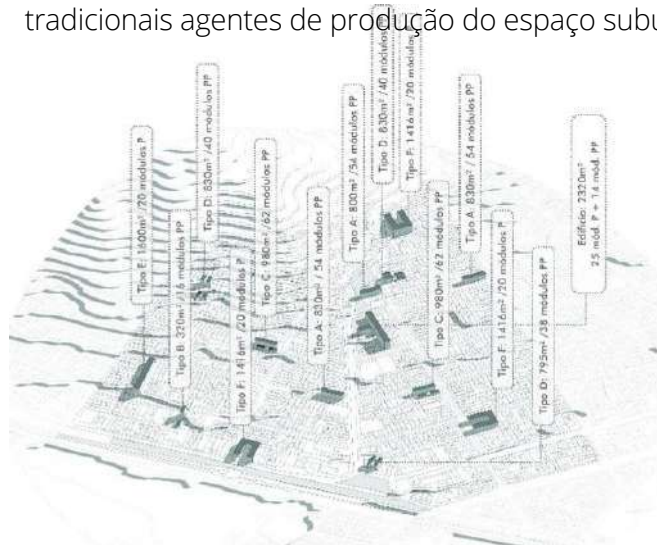 tradicionais agentes de produção do espaço subu
Tipo E: 1600m² /20 módulos P
Tipo B: 320m² /16 módulos PP
Tipo D: 830m² /40 módulos PP
Tipo F: 1416m² /20 módulos P
Tipo C: 980m² /62 módulos PP
Tipo A: 830m² / 54 módulos PP
Tipo A: 800m² /54 módulos PP
Tipo D: 830m² /40 módulos PP
Tipo F: 1416m² /20 módulos PP
Tipo C: 980m² /62 módulos PP
Tipo A: 830m² / 54 módulos PP
Tipo F: 1416m² /20 módulos P
Tipo D: 795m² /38 módulos PP
Edifício: 2320m²
25 mód. P + 14 mód. PP